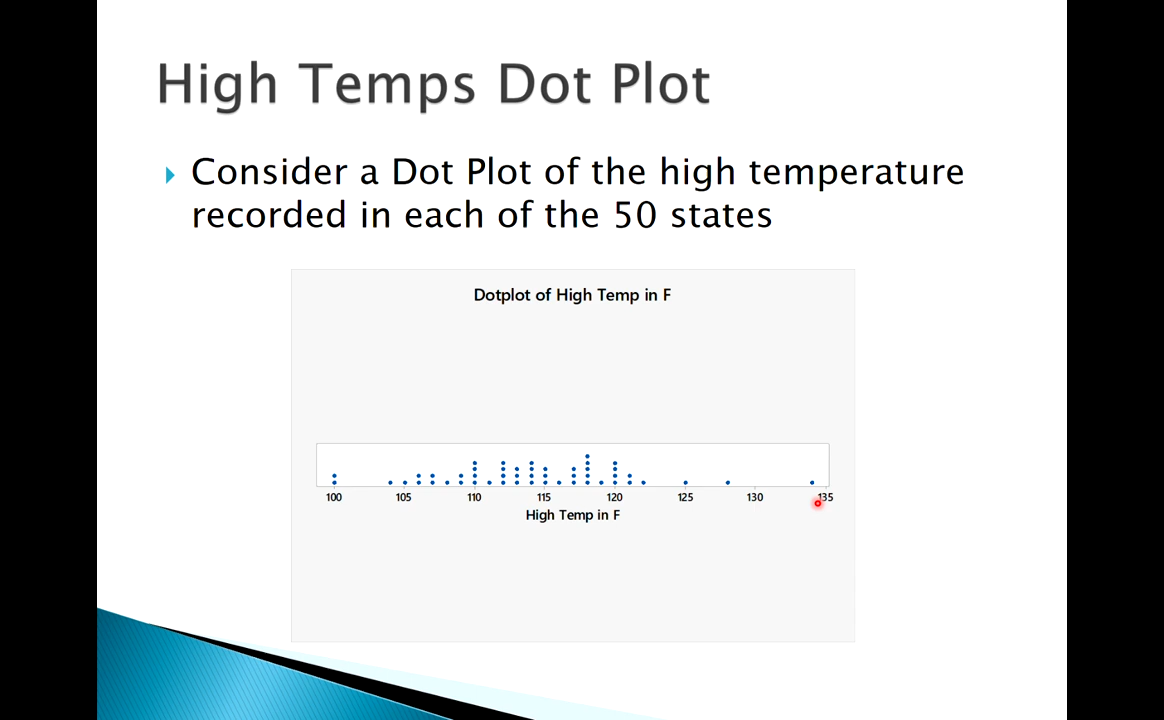 High Temps Dot Plot
Consider a Dot Plot of the high temperature
recorded in each of the 50 states
Dotplot of High Temp in F
100 105 110 115 120 125 130 135
High Temp in F